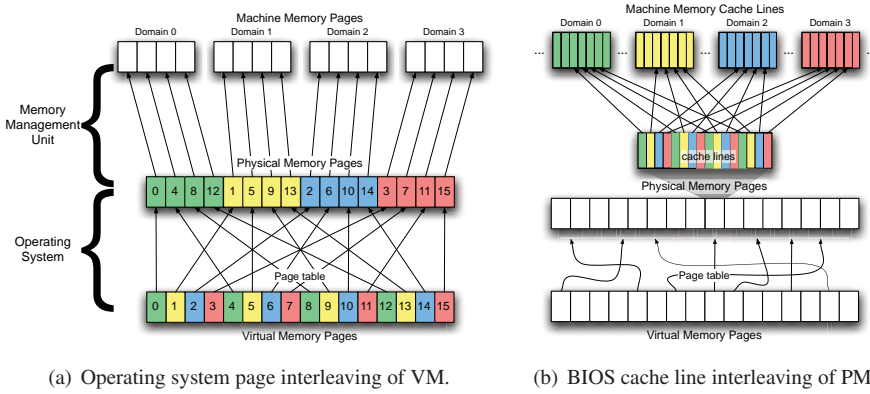 Machine Memory Pages
Domain 0 Domain 1 Domain 2 Domain 3
Memory
Management
Unit
Physical Memory Pages
0 4 8 12 1 5 9 13 2 6 10 14 3 7 11 15
Operating
System
Page table
0 1 2 3 4 5 6 7 8 9 10 11 12 13 14 15
Virtual Memory Pages
(a) Operating system page interleaving of VM.
Machine Memory Cache Lines
Domain 0 Domain 1 Domain 2 Domain 3
... ... ... ... ...
cache lines
Physical Memory Pages
Page table
Virtual Memory Pages
(b) BIOS cache line interleaving of PM